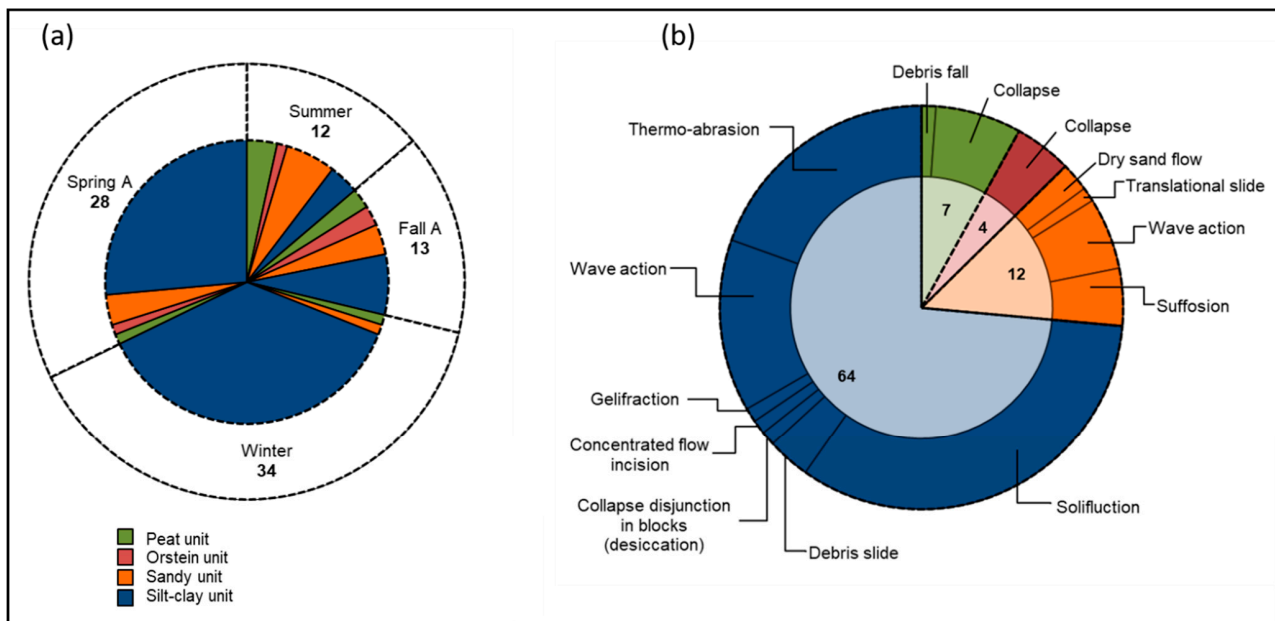 (a)
Summer
12
Spring A
28
Fall A
13
Winter
34
Peat unit
Orstein unit
Sandy unit
Silt-clay unit
(b)
Debris fall
Collapse
Collapse
Thermo-abrasion
Dry sand flow
Translational slide
Wave action
Wave action
Suffosion
7
4
12
64
Gelifraction
Concentrated flow
incision
Collapse disjunction
in blocks
(desiccation)
Debris slide
Solifluction